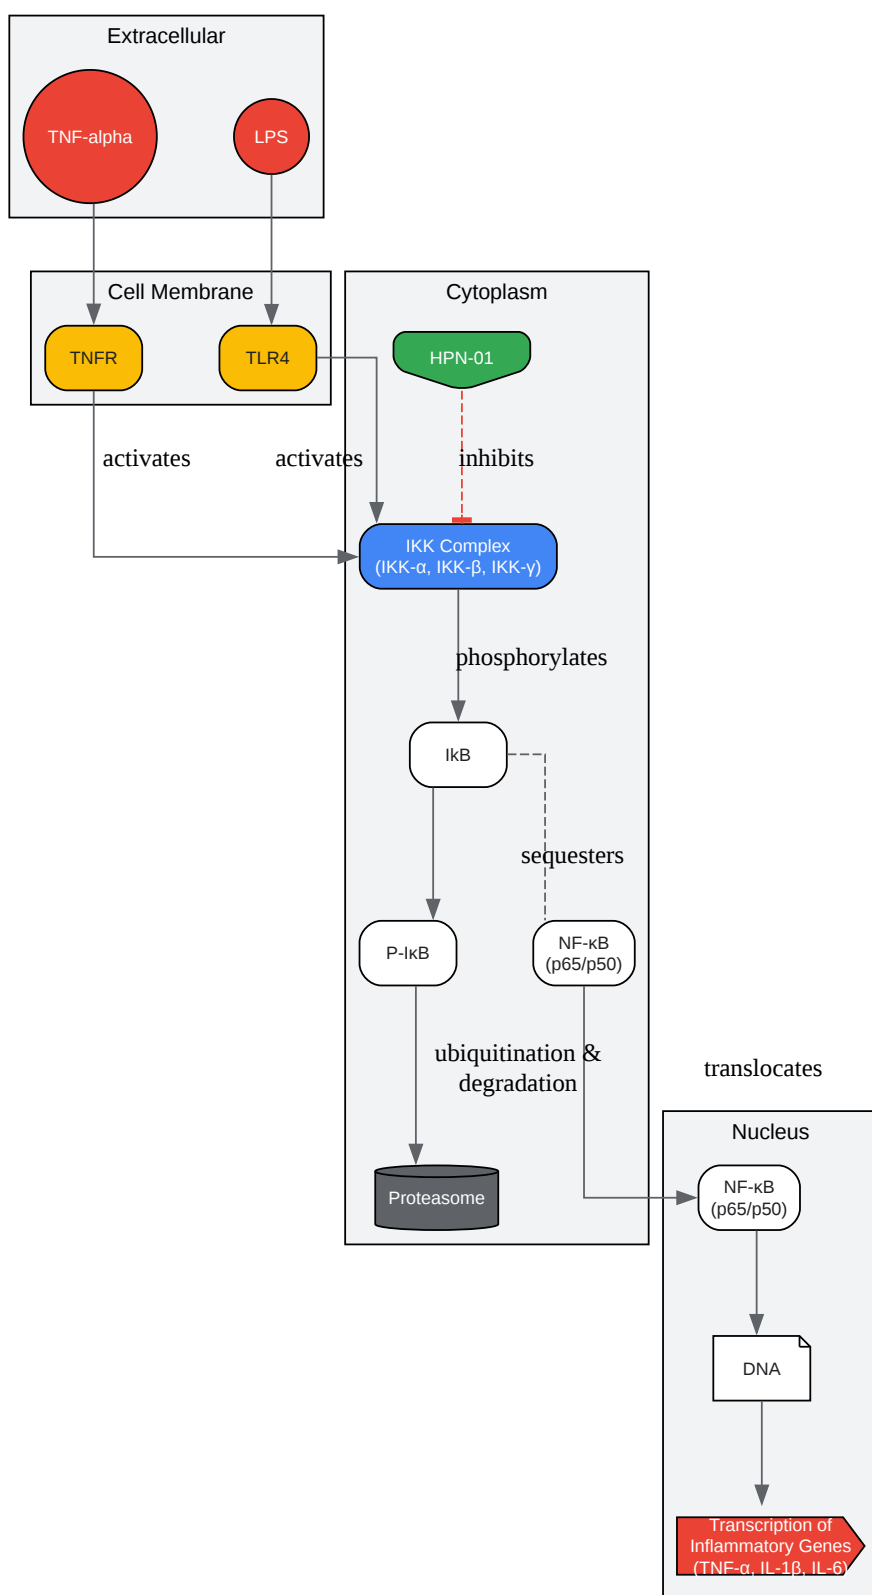 Extracellular
TNF-alpha
LPS
Cell Membrane
Cytoplasm
TNFR
TLR4
HPN-01
activates
activates
inhibits
IKK Complex
(IKK-α, IKK-β, IKK-γ)
phosphorylates
IkB
sequesters
P-IκB
NF-κB
(p65/p50)
ubiquitination &
degradation
translocates
Nucleus
Proteasome
NF-κB
(p65/p50)
DNA
Transcription of
Inflammatory Genes
(TNF-α, IL-1β, IL-6)